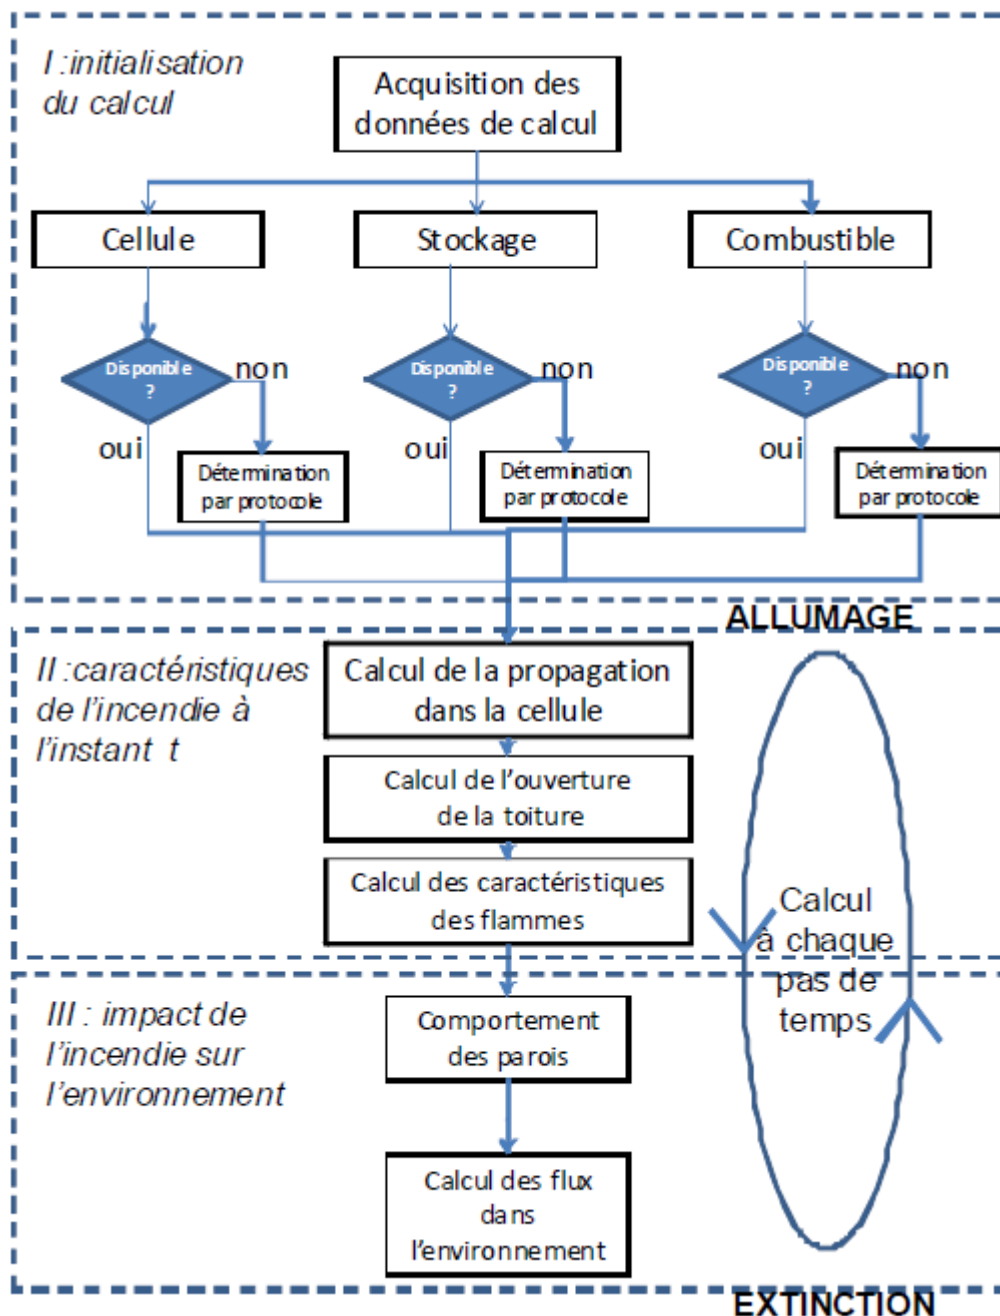 I :initialisation
du calcul
Acquisition des
données de calcul
Cellule
Stockage
Combustible
Disponible
?
non
oui
Disponible
?
non
oui
Disponible
?
non
oui
Détermination
par protocole
Détermination
par protocole
Détermination
par protocole
ALLUMAGE
II :caractéristiques
de l'incendie à
l'instant t
Calcul de la propagation
dans la cellule
Calcul de l'ouverture
de la toiture
Calcul des caractéristiques
des flammes
Calcul
à chaque
pas de
temps
III : impact de
l'incendie sur
l'environnement
Comportement
des parois
Calcul des flux
dans
l'environnement
EXTINCTION